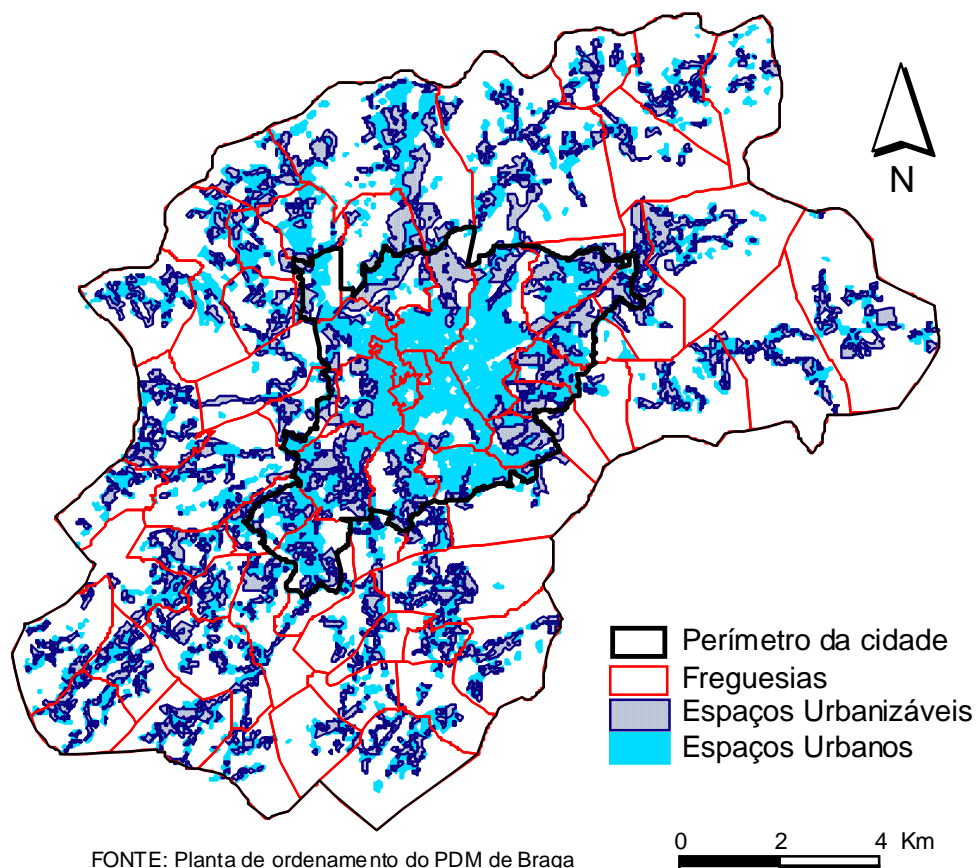 N
Perímetro da cidade
Freguesias
Espaços Urbanizáveis
Espaços Urbanos
0 2 4 Km
FONTE: Planta de ordenamento do PDM de Braga